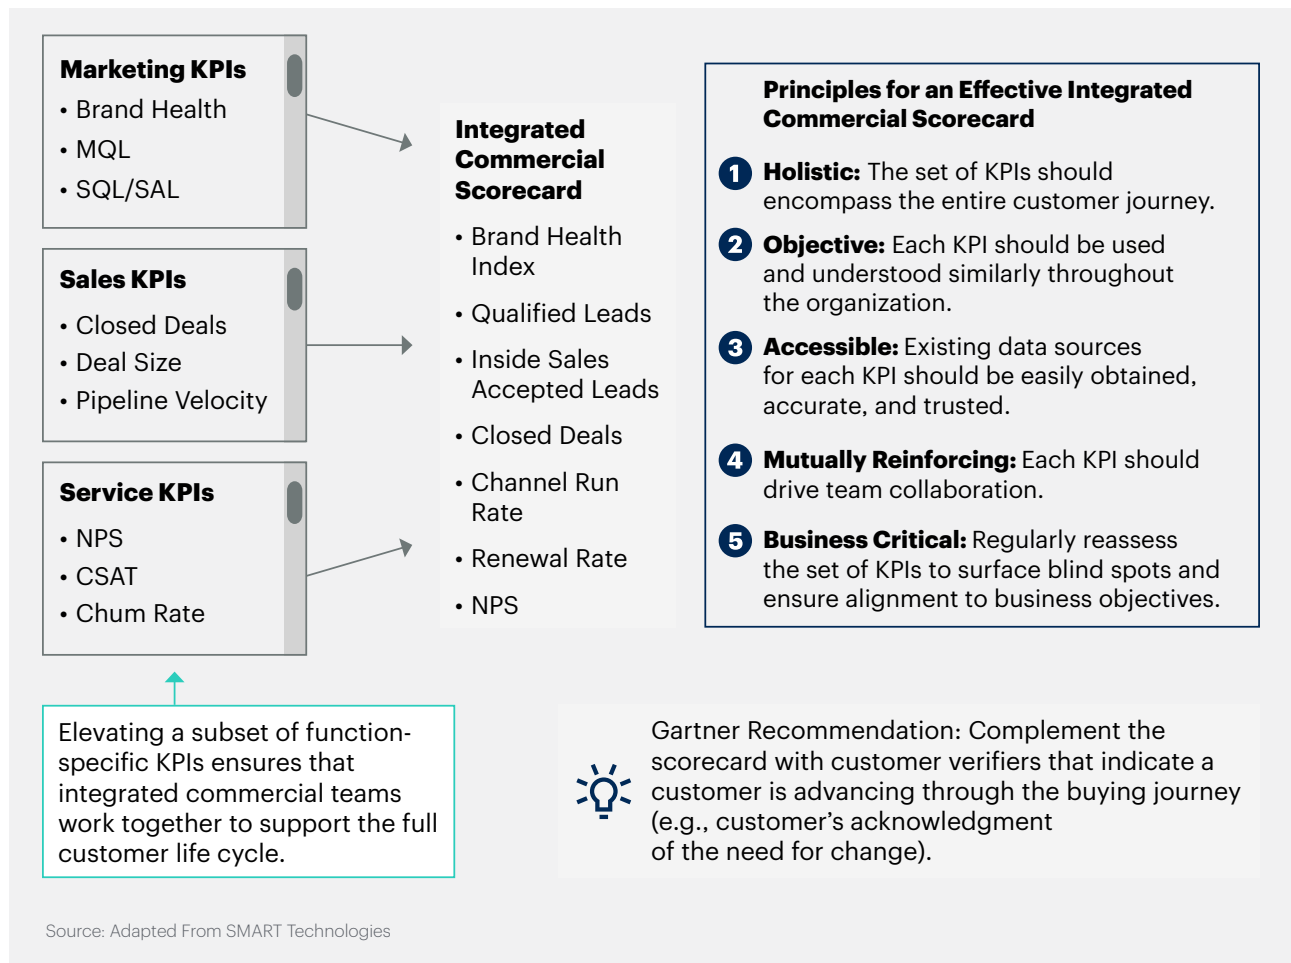 Marketing KPIs
• Brand Health
• MQL
• SQL/SAL
Sales KPIs
• Closed Deals
• Deal Size
• Pipeline Velocity
Service KPIs
• NPS
• CSAT
• Chum Rate
Elevating a subset of function-
specific KPIs ensures that
integrated commercial teams
work together to support the full
customer life cycle.
Integrated
Commercial
Scorecard
• Brand Health
Index
• Qualified Leads
• Inside Sales
Accepted Leads
• Closed Deals
• Channel Run
Rate
• Renewal Rate
• NPS
Principles for an Effective Integrated
Commercial Scorecard
1 Holistic: The set of KPIs should
encompass the entire customer journey.
2 Objective: Each KPI should be used
and understood similarly throughout
the organization.
3 Accessible: Existing data sources
for each KPI should be easily obtained,
accurate, and trusted.
4 Mutually Reinforcing: Each KPI should
drive team collaboration.
5 Business Critical: Regularly reassess
the set of KPIs to surface blind spots and
ensure alignment to business objectives.
Gartner Recommendation: Complement the
scorecard with customer verifiers that indicate a
customer is advancing through the buying journey
(e.g., customer’s acknowledgment
of the need for change).
Source: Adapted From SMART Technologies